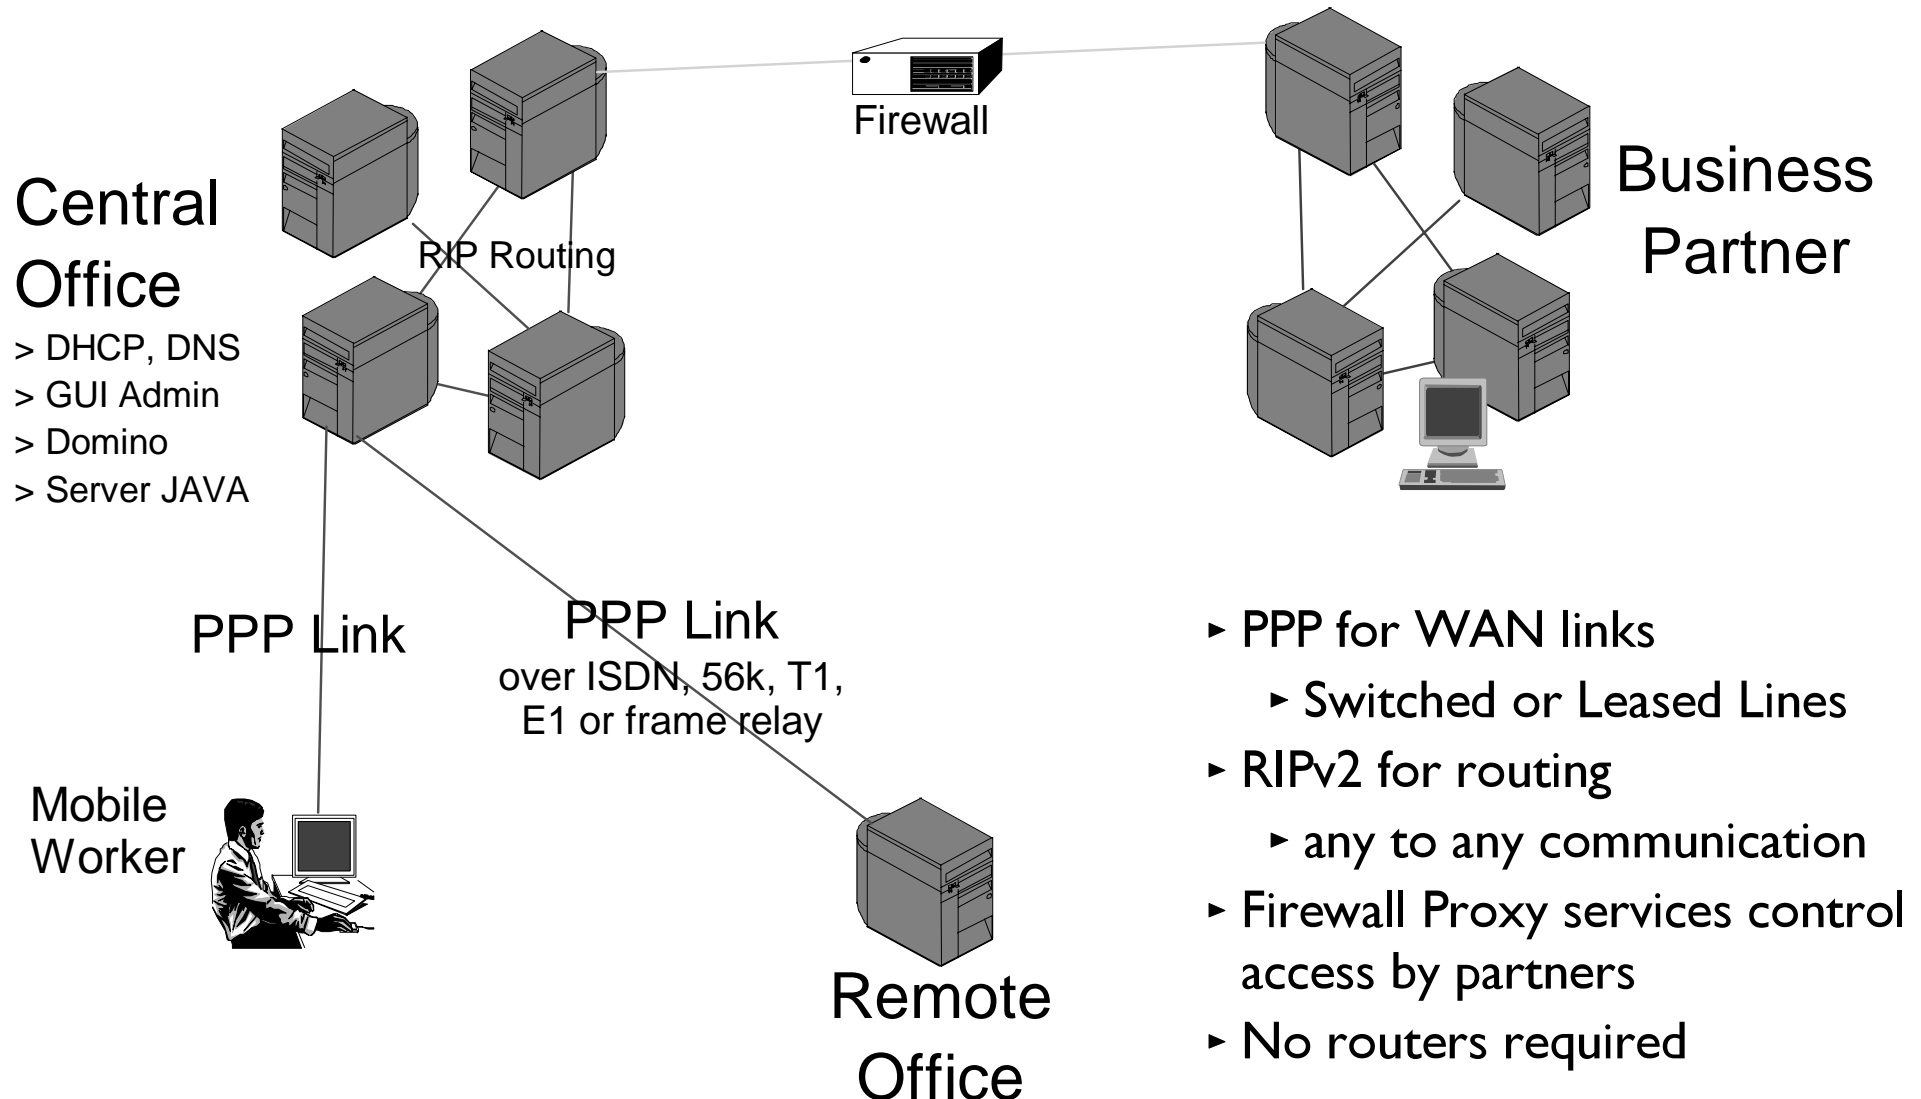 Firewall
Central
Office
> DHCP, DNS
> GUI Admin
> Domino
> Server JAVA
RIP Routing
Business
Partner
PPP Link
PPP Link
over ISDN, 56k, T1,
E1 or frame relay
Mobile
Worker
Remote
Office
► PPP for WAN links
► Switched or Leased Lines
► RIPv2 for routing
► any to any communication
► Firewall Proxy services control
access by partners
► No routers required